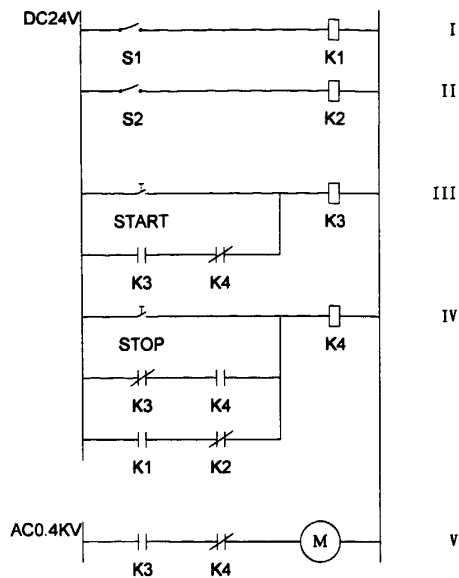 DC24V
I
S1 K1
II
S2 K2
III
START K3
K3 K4
IV
STOP K4
K3 K4
K1 K2
AC0.4KV
M
V
K3 K4